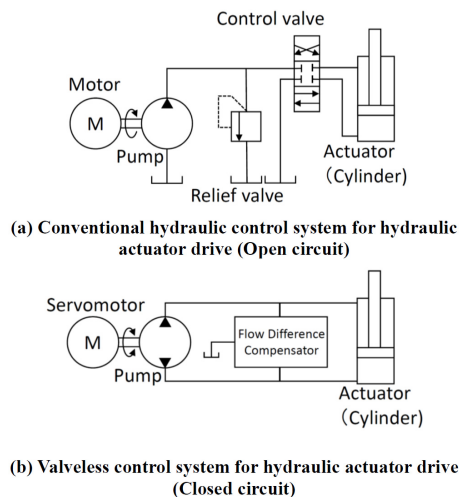 Control valve
Motor
M
Pump
Relief valve
Actuator
(Cylinder)
(a) Conventional hydraulic control system for hydraulic
actuator drive (Open circuit)
Servomotor
M
Pump
Flow Difference
Compensator
Actuator
(Cylinder)
(b) Valveless control system for hydraulic actuator drive
(Closed circuit)